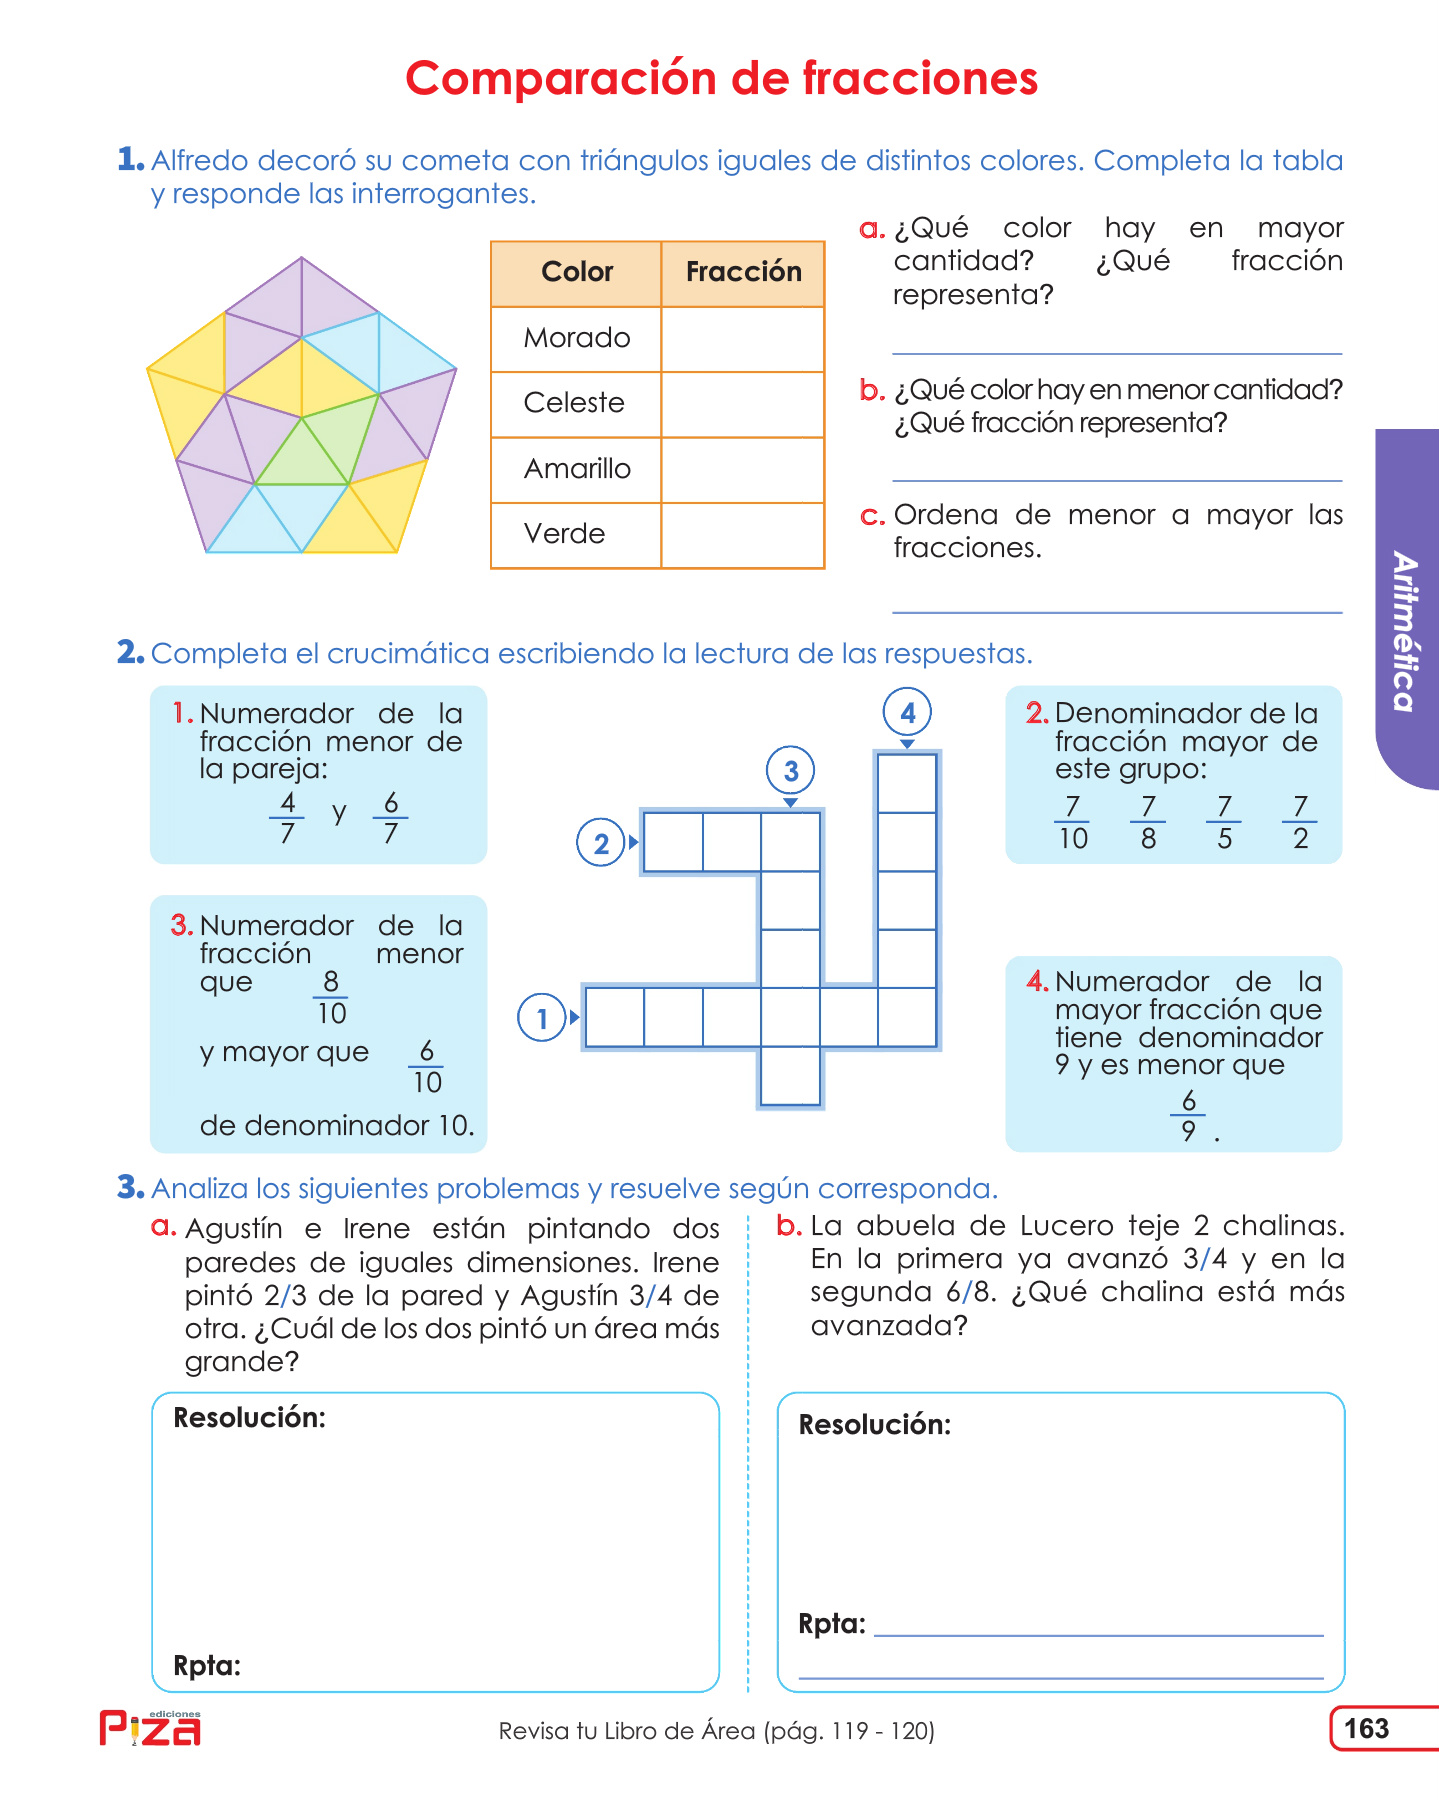 Comparación de fracciones
1. Alfredo decoró su cometa con triángulos iguales de distintos colores. Completa la tabla
y responde las interrogantes.
Color Fracción
Morado
Celeste
Amarillo
Verde
a. ¿Qué color hay en mayor
cantidad? ¿Qué fracción
representa?
b. ¿Qué color hay en menor cantidad?
¿Qué fracción representa?
c. Ordena de menor a mayor las
fracciones.
Aritmética
2. Completa el crucimática escribiendo la lectura de las respuestas.
1. Numerador de la
fracción menor de
la pareja:
4/7 y 6/7
3. Numerador de la
fracción menor
que 8/10
y mayor que 6/10
de denominador 10.
4
3
2
1
2. Denominador de la
fracción mayor de
este grupo:
7/10 7/8 7/5 7/2
4. Numerador de la
mayor fracción que
tiene denominador
9 y es menor que
6/9 .
3. Analiza los siguientes problemas y resuelve según corresponda.
a. Agustín e Irene están pintando dos
paredes de iguales dimensiones. Irene
pintó 2/3 de la pared y Agustín 3/4 de
otra. ¿Cuál de los dos pintó un área más
grande?
Resolución:
Rpta:
b. La abuela de Lucero teje 2 chalinas.
En la primera ya avanzó 3/4 y en la
segunda 6/8. ¿Qué chalina está más
avanzada?
Resolución:
Rpta:
ediciones
Piza
Revisa tu Libro de Área (pág. 119 - 120)
163